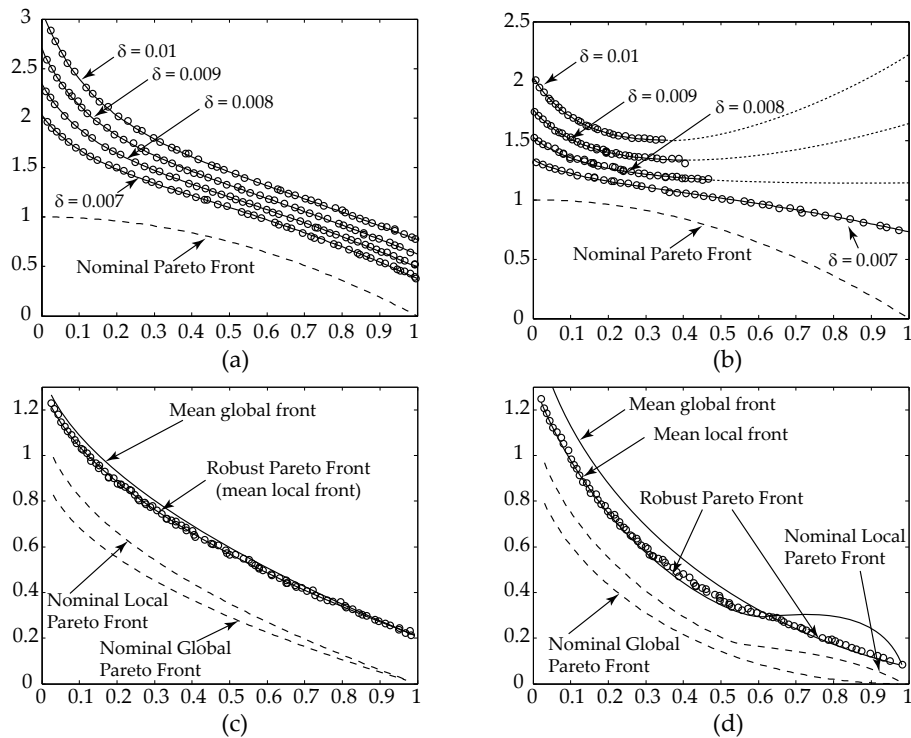 3
2.5
2
1.5
1
0.5
0
0 0.1 0.2 0.3 0.4 0.5 0.6 0.7 0.8 0.9 1
δ = 0.01
δ = 0.009
δ = 0.008
δ = 0.007
Nominal Pareto Front
(a)
2.5
2
1.5
1
0.5
0
0 0.1 0.2 0.3 0.4 0.5 0.6 0.7 0.8 0.9 1
δ = 0.01
δ = 0.009
δ = 0.008
Nominal Pareto Front
δ = 0.007
(b)
1.2
1
0.8
0.6
0.4
0.2
0
0 0.1 0.2 0.3 0.4 0.5 0.6 0.7 0.8 0.9 1
Mean global front
Robust Pareto Front
(mean local front)
Nominal Local
Pareto Front
Nominal Global
Pareto Front
(c)
1.2
1
0.8
0.6
0.4
0.2
0
0 0.1 0.2 0.3 0.4 0.5 0.6 0.7 0.8 0.9 1
Mean global front
Mean local front
Robust Pareto Front
Nominal Local
Pareto Front
Nominal Global
Pareto Front
(d)